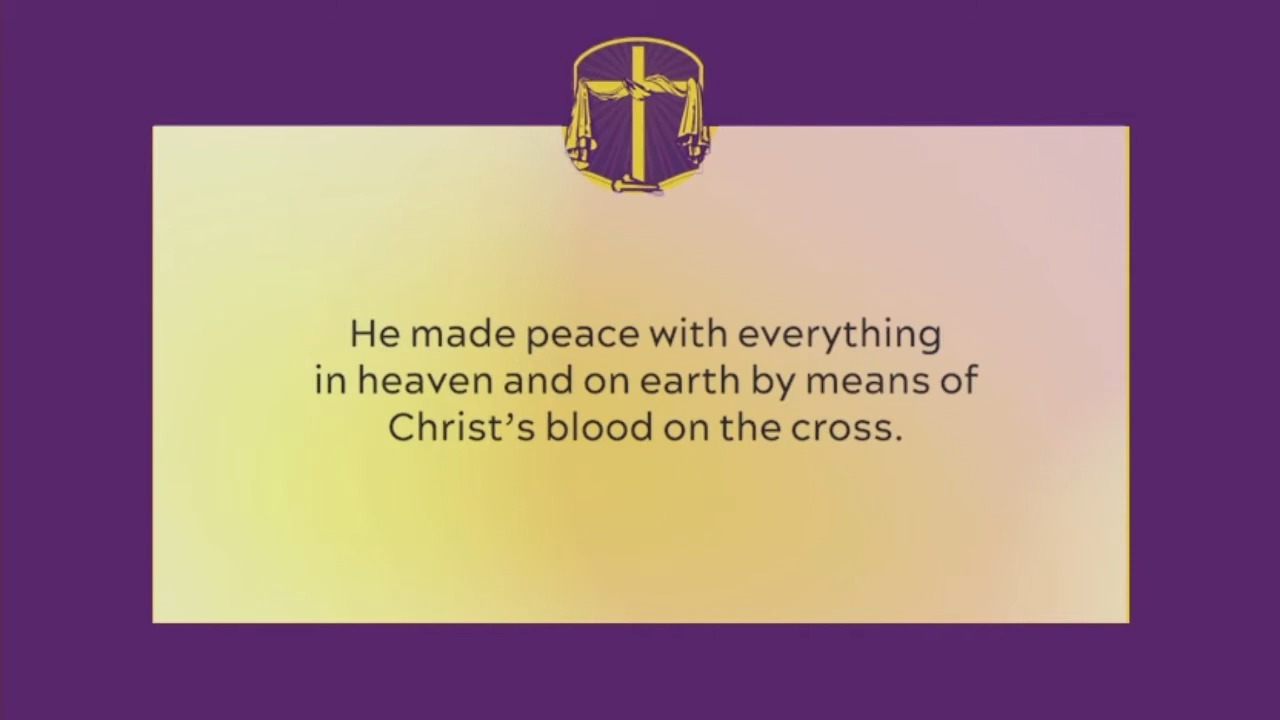 He made peace with everything
in heaven and on earth by means of
Christ’s blood on the cross.